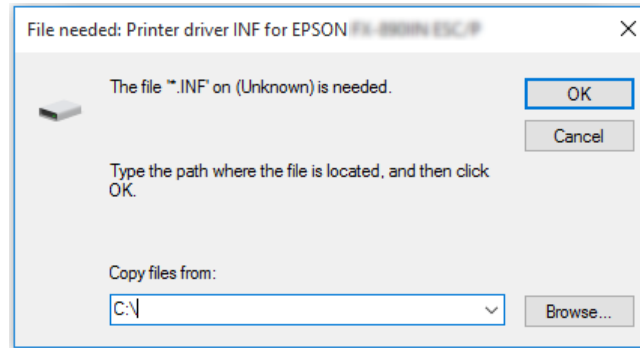 File needed: Printer driver INF for EPSON
The file '*.INF' on (Unknown) is needed.
OK
Cancel
Type the path where the file is located, and then click
OK.
Copy files from:
C:\
Browse...